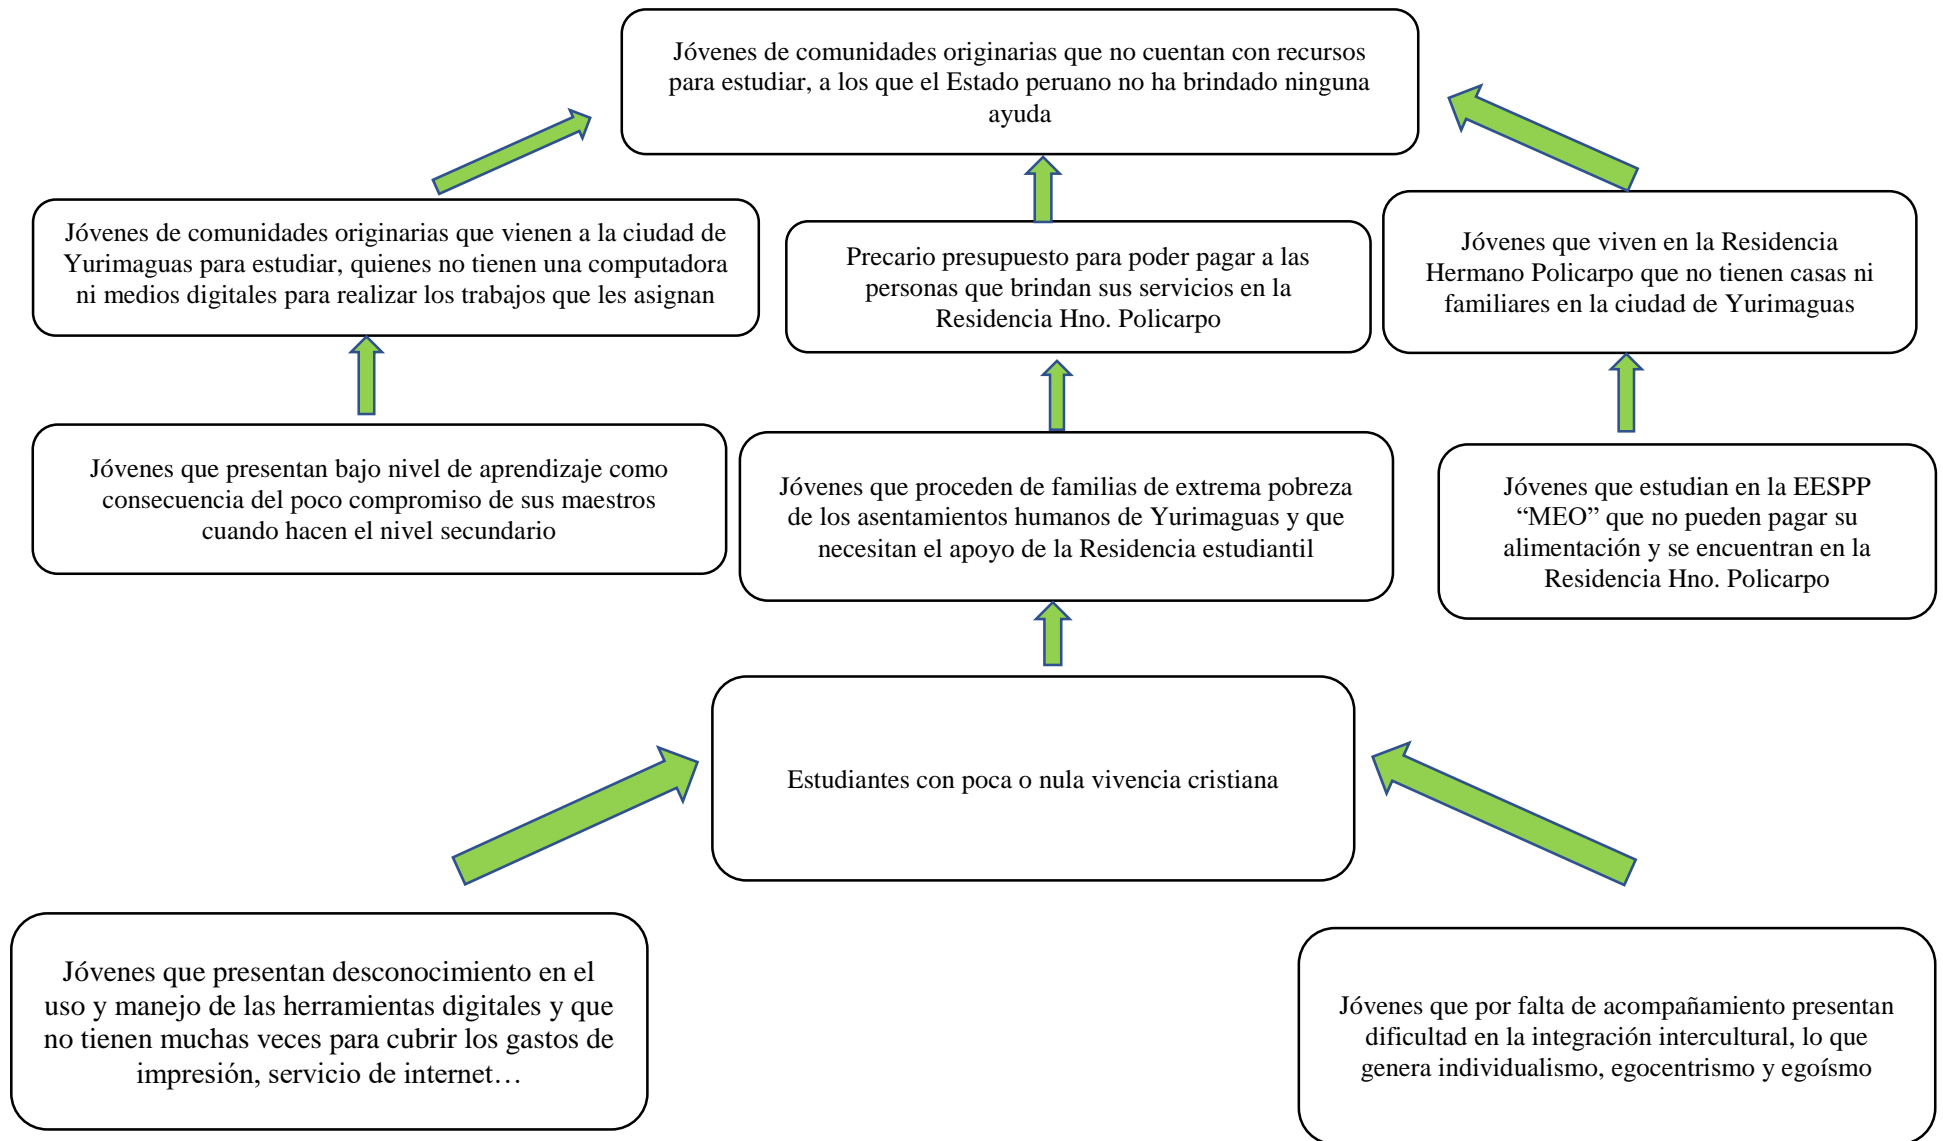 Jóvenes de comunidades originarias que no cuentan con recursos
para estudiar, a los que el Estado peruano no ha brindado ninguna
ayuda
Jóvenes de comunidades originarias que vienen a la ciudad de
Yurimaguas para estudiar, quienes no tienen una computadora
ni medios digitales para realizar los trabajos que les asignan
Precario presupuesto para poder pagar a las
personas que brindan sus servicios en la
Residencia Hno. Policarpo
Jóvenes que viven en la Residencia
Hermano Policarpo que no tienen casas ni
familiares en la ciudad de Yurimaguas
Jóvenes que presentan bajo nivel de aprendizaje como
consecuencia del poco compromiso de sus maestros
cuando hacen el nivel secundario
Jóvenes que proceden de familias de extrema pobreza
de los asentamientos humanos de Yurimaguas y que
necesitan el apoyo de la Residencia estudiantil
Jóvenes que estudian en la EESPP
“MEO” que no pueden pagar su
alimentación y se encuentran en la
Residencia Hno. Policarpo
Estudiantes con poca o nula vivencia cristiana
Jóvenes que presentan desconocimiento en el
uso y manejo de las herramientas digitales y que
no tienen muchas veces para cubrir los gastos de
impresión, servicio de internet…
Jóvenes que por falta de acompañamiento presentan
dificultad en la integración intercultural, lo que
genera individualismo, egocentrismo y egoísmo